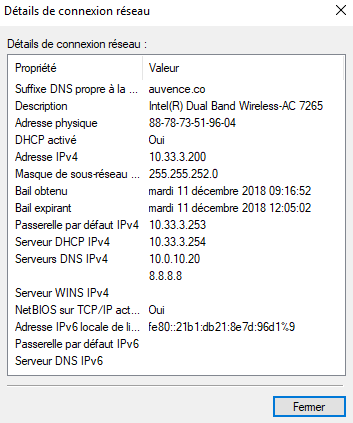 Détails de connexion réseau
Détails de connexion réseau :
Propriété Valeur
Suffixe DNS propre à la ... auvence.co
Description Intel(R) Dual Band Wireless-AC 7265
Adresse physique 88-78-73-51-96-04
DHCP activé Oui
Adresse IPv4 10.33.3.200
Masque de sous-réseau ... 255.255.252.0
Bail obtenu mardi 11 décembre 2018 09:16:52
Bail expirant mardi 11 décembre 2018 12:05:02
Passerelle par défaut IPv4 10.33.3.253
Serveur DHCP IPv4 10.33.3.254
Serveurs DNS IPv4 10.0.10.20
8.8.8.8
Serveur WINS IPv4
NetBIOS sur TCP/IP act... Oui
Adresse IPv6 locale de li... fe80::21b1:db21:8e7d:96d1%9
Passerelle par défaut IPv6
Serveur DNS IPv6
Fermer